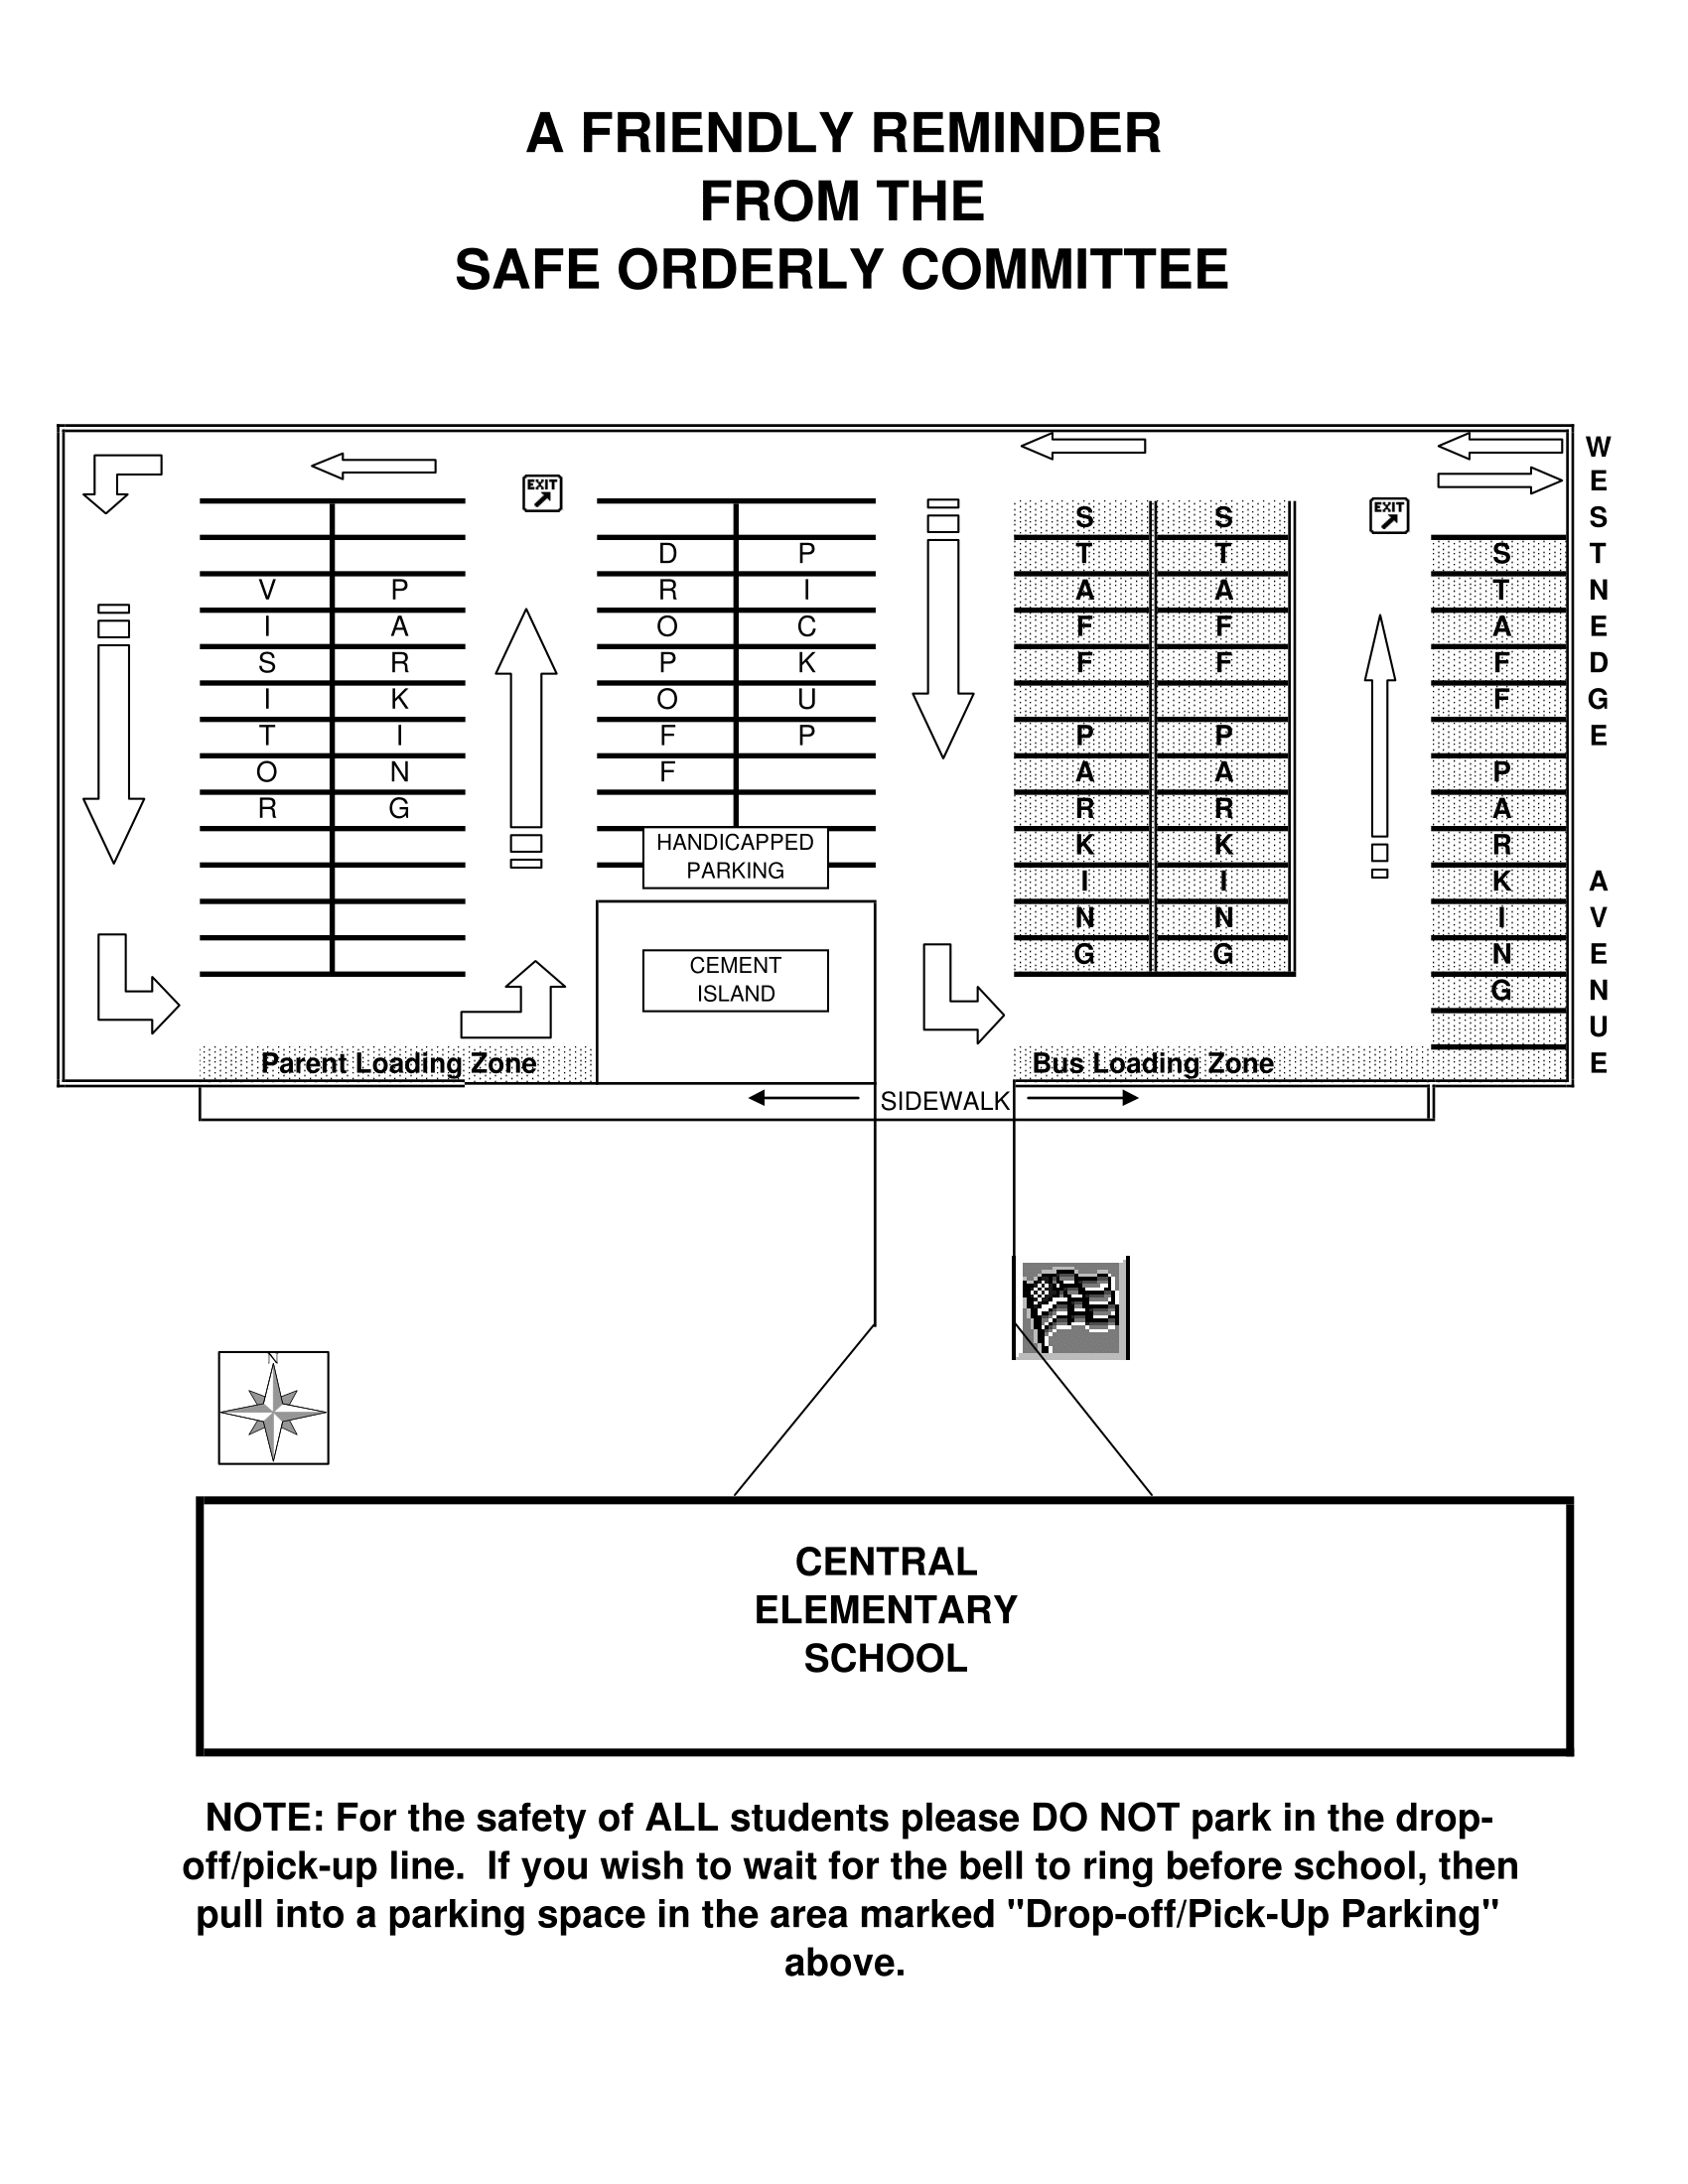 A FRIENDLY REMINDER
FROM THE
SAFE ORDERLY COMMITTEE
WESTNEDGE AVENUE
EXIT
EXIT
VISITOR
PARKING
DROP OFF
PICK UP
STAFF PARKING
STAFF PARKING
STAFF PARKING
HANDICAPPED
PARKING
CEMENT
ISLAND
Parent Loading Zone
Bus Loading Zone
SIDEWALK
N
CENTRAL
ELEMENTARY
SCHOOL
NOTE: For the safety of ALL students please DO NOT park in the drop-
off/pick-up line.  If you wish to wait for the bell to ring before school, then
pull into a parking space in the area marked "Drop-off/Pick-Up Parking"
above.